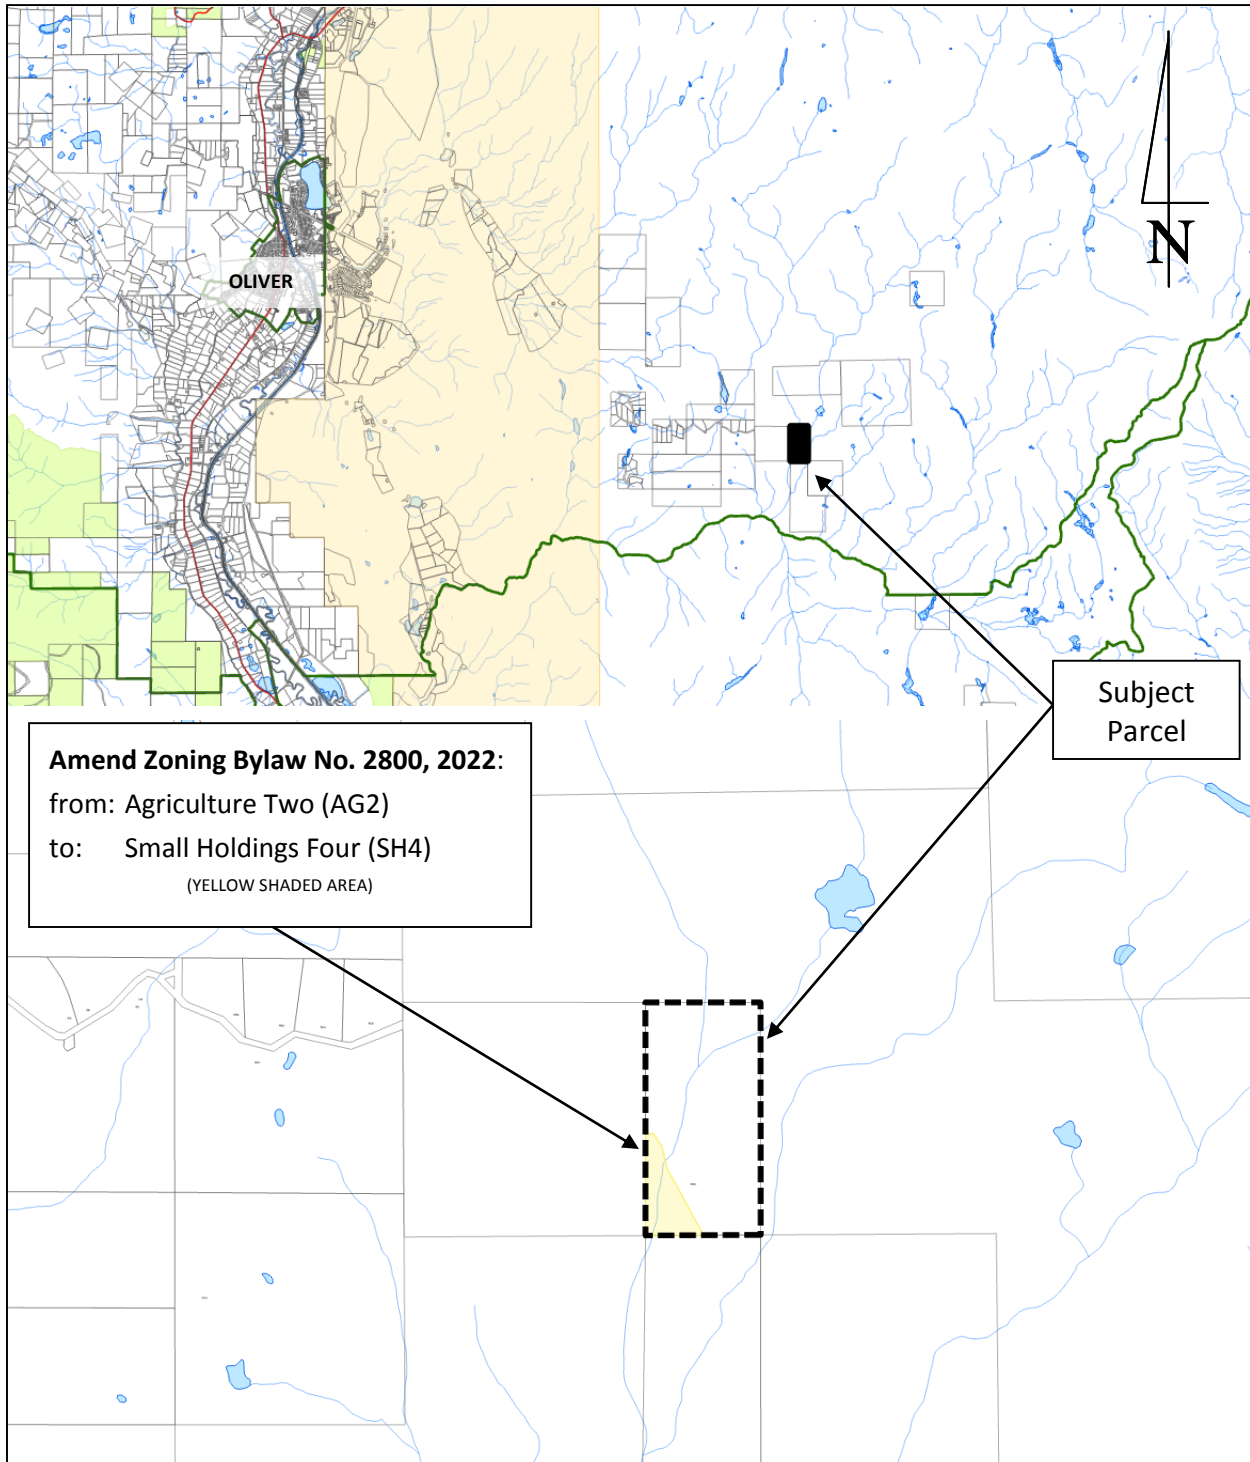 OLIVER
N
Subject
Parcel
Amend Zoning Bylaw No. 2800, 2022:
from: Agriculture Two (AG2)
to: Small Holdings Four (SH4)
(YELLOW SHADED AREA)